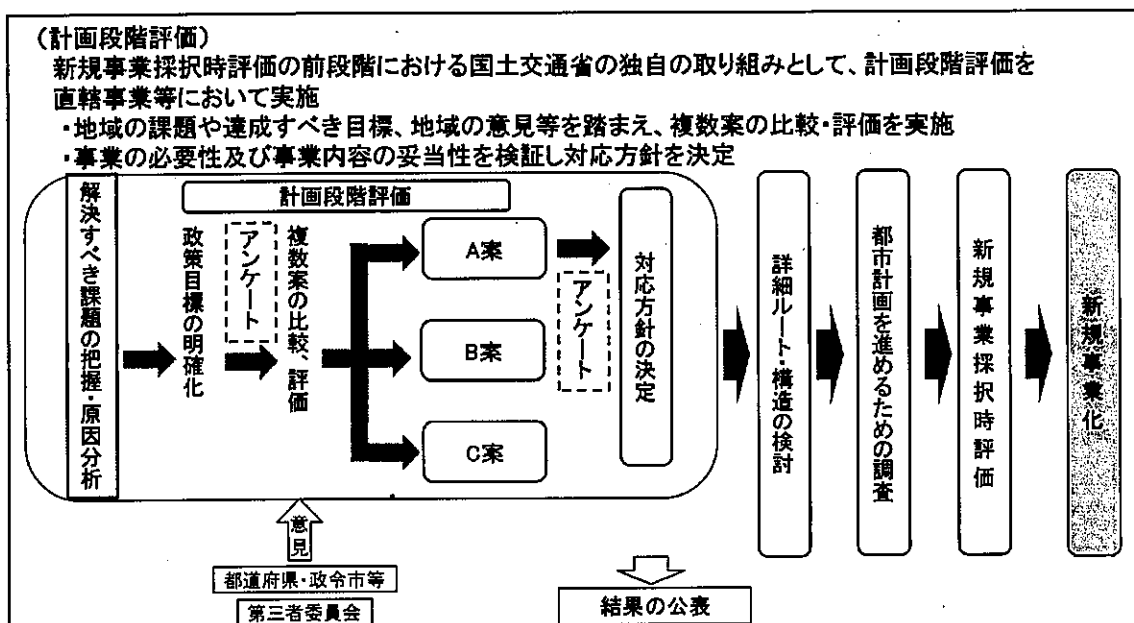 (計画段階評価)
新規事業採択時評価の前段階における国土交通省の独自の取り組みとして、計画段階評価を
直轄事業等において実施
・地域の課題や達成すべき目標、地域の意見等を踏まえ、複数案の比較・評価を実施
・事業の必要性及び事業内容の妥当性を検証し対応方針を決定
解決すべき課題の把握・原因分析
計画段階評価
政策目標の明確化
アンケート
複数案の比較、評価
A案
B案
C案
アンケート
対応方針の決定
詳細ルート・構造の検討
都市計画を進めるための調査
新規事業採択時評価
新規事業化
意見
都道府県・政令市等
第三者委員会
結果の公表